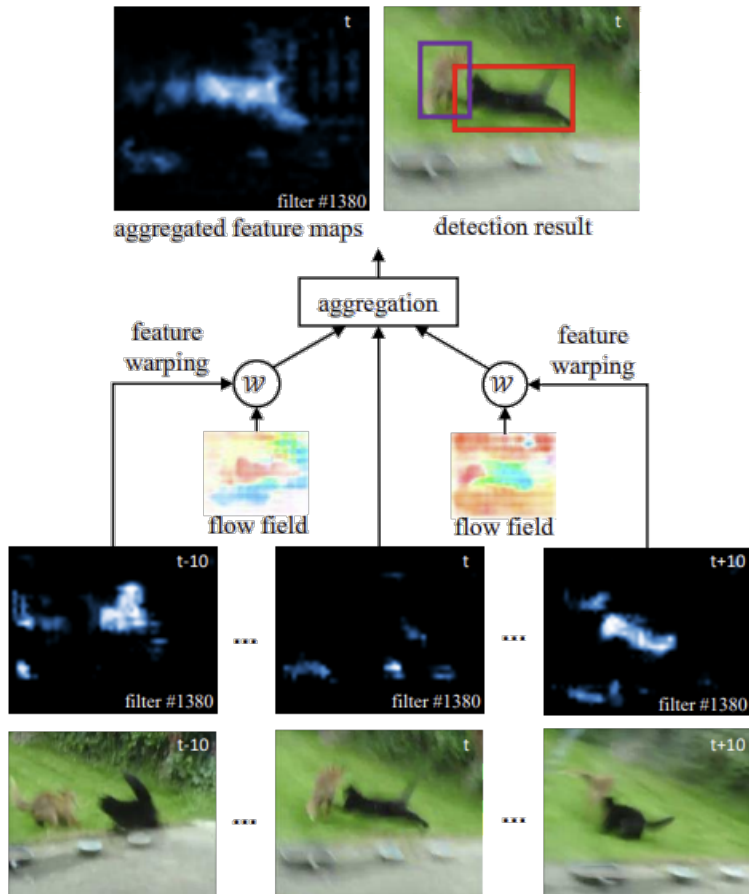 t
t
filter #1380
aggregated feature maps
detection result
aggregation
feature
warping
feature
warping
W
W
flow field
flow field
t-10
t
t+10
...
...
filter #1380
filter #1380
filter #1380
t-10
t
t+10
...
...